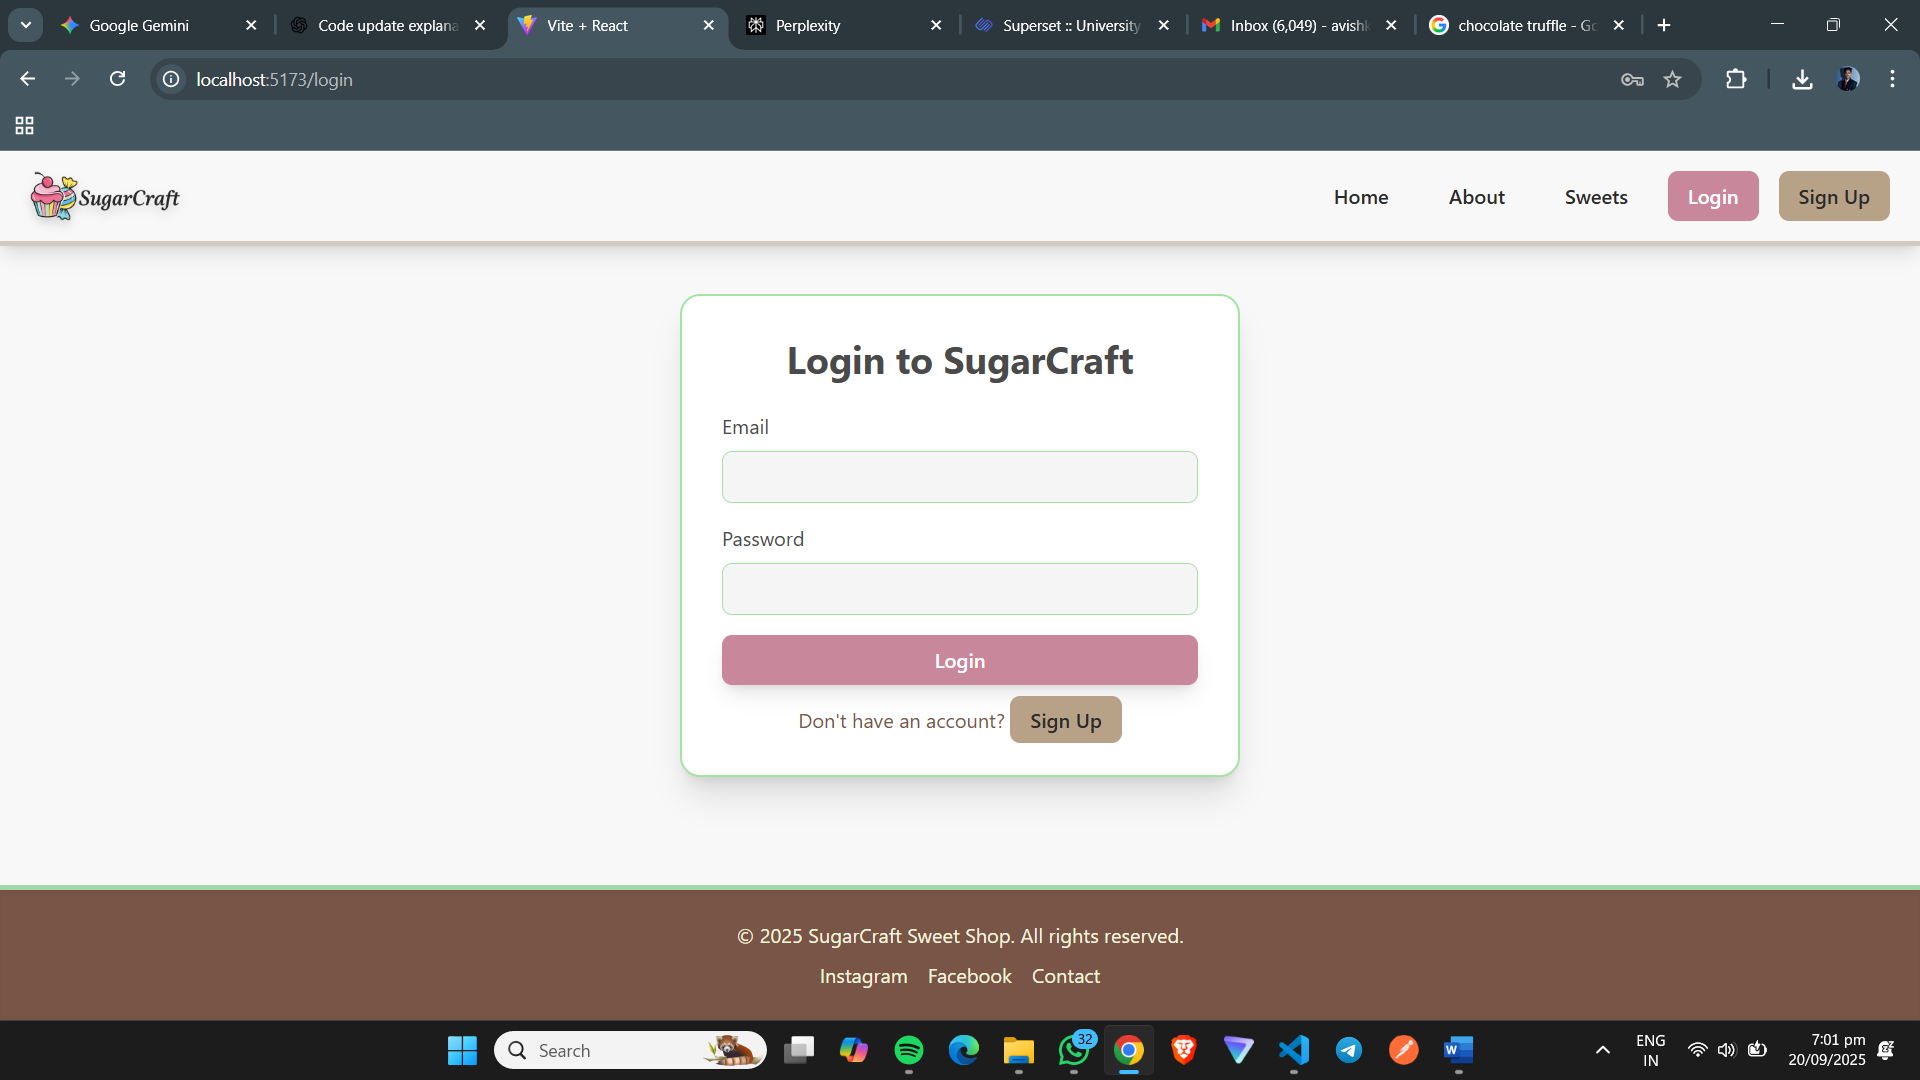 Google Gemini
Code update explana
Vite + React
Perplexity
Superset :: University
Inbox (6,049) - avishk
chocolate truffle - Go
localhost:5173/login
SugarCraft
Home
About
Sweets
Login
Sign Up
Login to SugarCraft
Email
Password
Login
Don't have an account? Sign Up
© 2025 SugarCraft Sweet Shop. All rights reserved.
Instagram Facebook Contact
Search
32
W
ENG
IN
7:01 pm
20/09/2025